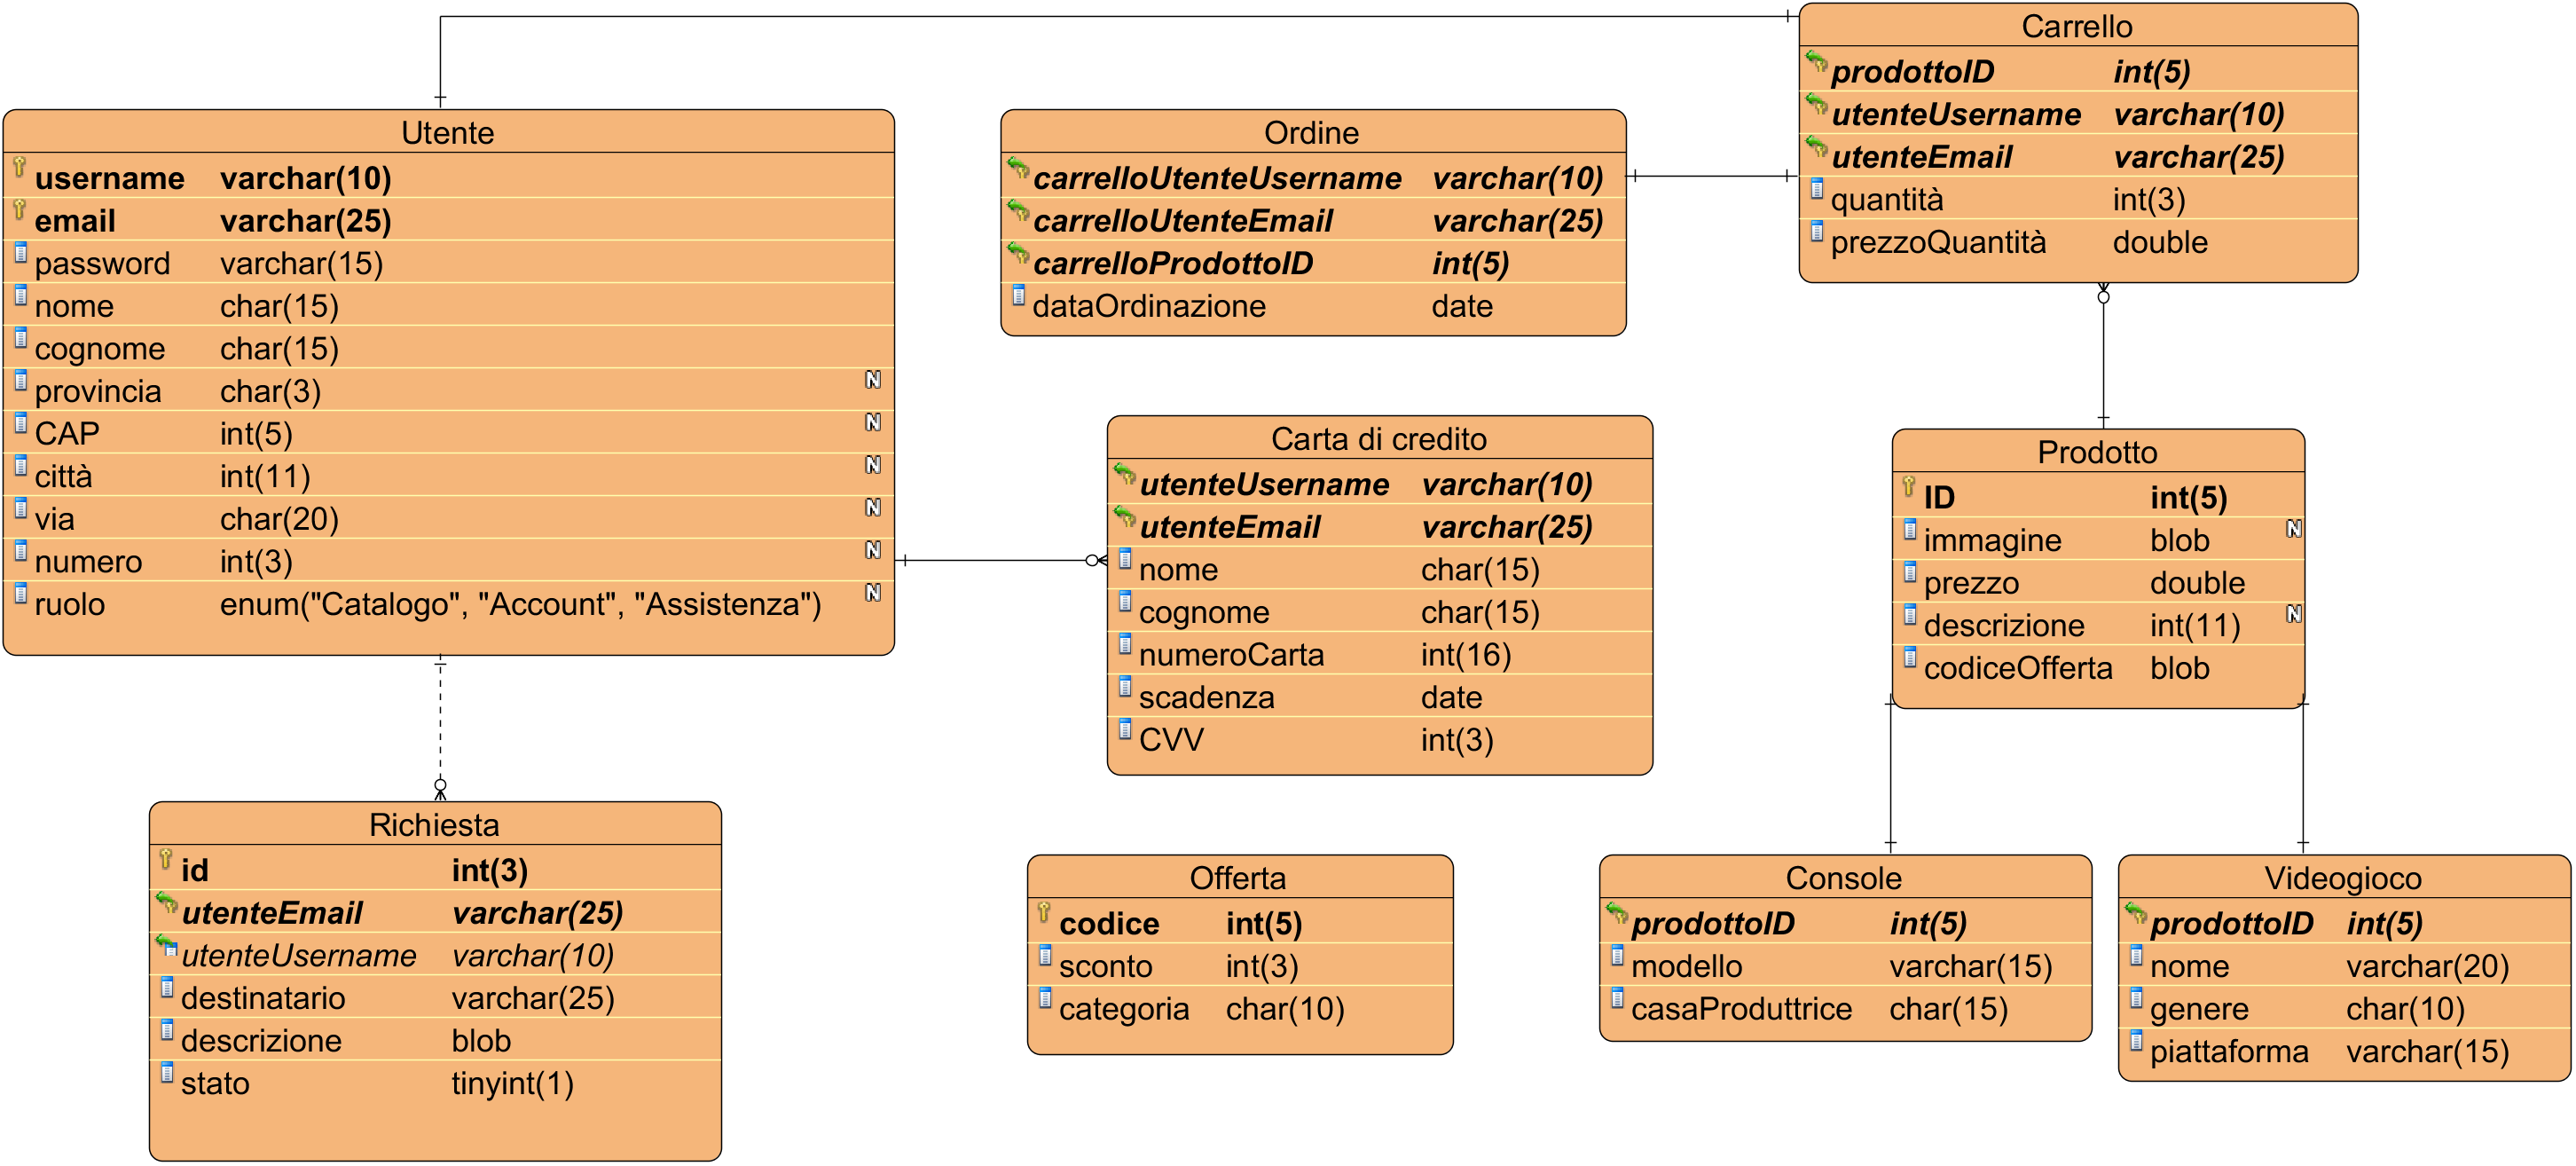 Carrello
prodottoID int(5)
utenteUsername varchar(10)
utenteEmail varchar(25)
quantità int(3)
prezzoQuantità double
Utente
username varchar(10)
email varchar(25)
password varchar(15)
nome char(15)
cognome char(15)
provincia char(3) N
CAP int(5) N
città int(11) N
via char(20) N
numero int(3) N
ruolo enum("Catalogo", "Account", "Assistenza") N
Ordine
carrelloUtenteUsername varchar(10)
carrelloUtenteEmail varchar(25)
carrelloProdottoID int(5)
dataOrdinazione date
Carta di credito
utenteUsername varchar(10)
utenteEmail varchar(25)
nome char(15)
cognome char(15)
numeroCarta int(16)
scadenza date
CVV int(3)
Prodotto
ID int(5)
immagine blob N
prezzo double
descrizione int(11) N
codiceOfferta blob
Richiesta
id int(3)
utenteEmail varchar(25)
utenteUsername varchar(10)
destinatario varchar(25)
descrizione blob
stato tinyint(1)
Offerta
codice int(5)
sconto int(3)
categoria char(10)
Console
prodottoID int(5)
modello varchar(15)
casaProduttrice char(15)
Videogioco
prodottoID int(5)
nome varchar(20)
genere char(10)
piattaforma varchar(15)